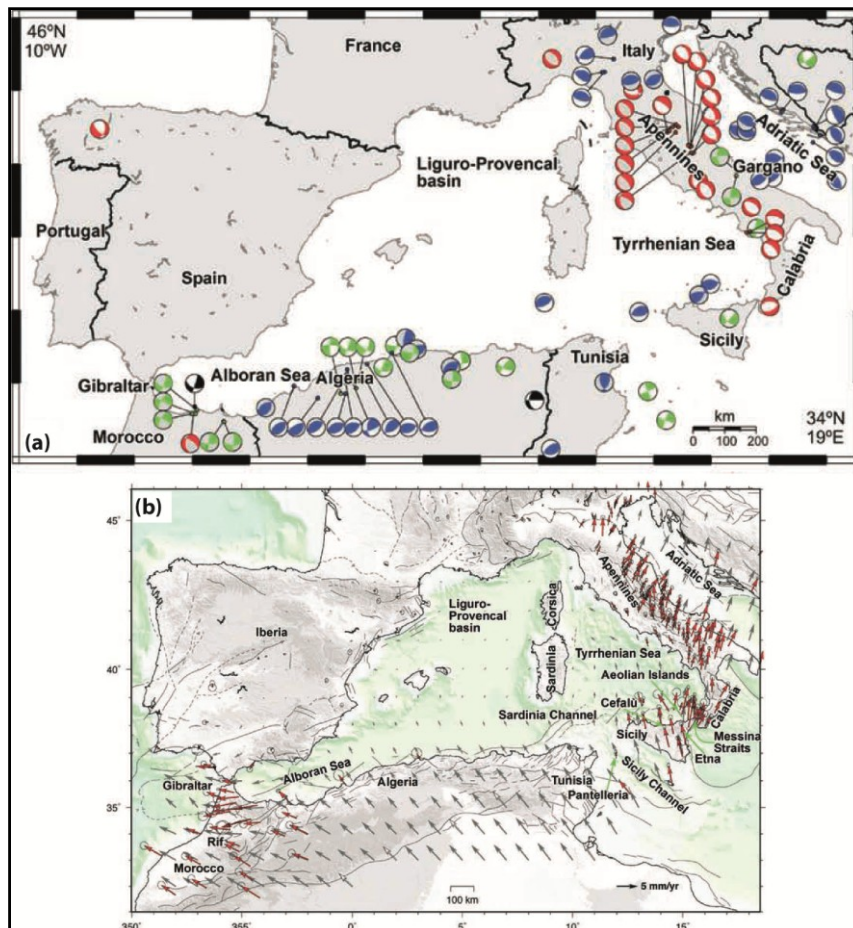 46ºN
10ºW
France
Italy
Liguro-Provencal
basin
Apennines
Adriatic Sea
Gargano
Portugal
Spain
Tyrrhenian Sea
Calabria
Sicily
Gibraltar
Alboran Sea
Algeria
Tunisia
Morocco
(a)
km
0 100 200
34ºN
19ºE
(b)
45˚
40˚
35˚
Adriatic Sea
Apennines
Liguro-
Provencal
basin
Corsica
Iberia
Sardinia
Tyrrhenian Sea
Aeolian Islands
Cefalù
Calabria
Sardinia Channel
Sicily
Messina
Straits
Etna
Gibraltar
Alboran Sea
Algeria
Tunisia
Pantelleria
Sicily Channel
Rif
Morocco
100 km
5 mm/yr
350˚
355˚
0˚
5˚
10˚
15˚